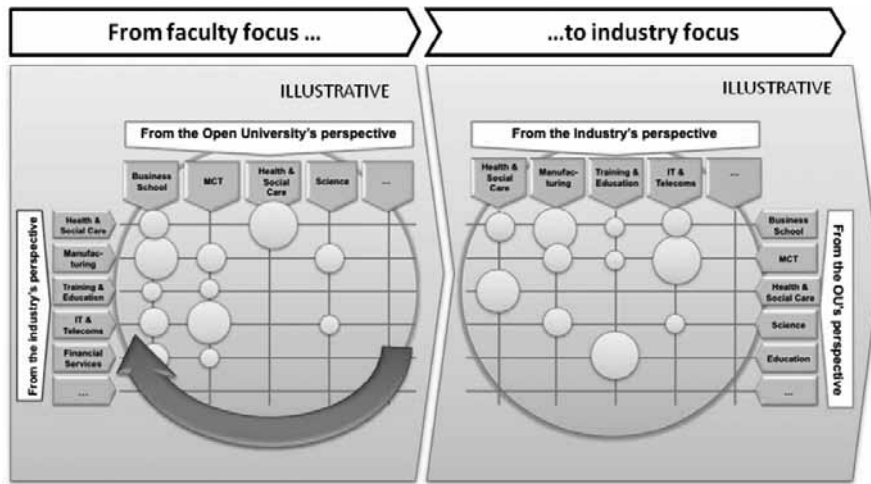 From faculty focus ...
...to industry focus
ILLUSTRATIVE
From the Open University's perspective
Business
School
MCT
Health &
Social
Care
Science
...
From the industry's perspective
Health &
Social Care
Manufac-
turing
Training &
Education
IT &
Telecoms
Financial
Services
...
ILLUSTRATIVE
From the Industry's perspective
Health &
Social
Care
Manufac-
turing
Training &
Education
IT &
Telecoms
...
Business
School
MCT
Health &
Social Care
Science
Education
...
From the OU's perspective